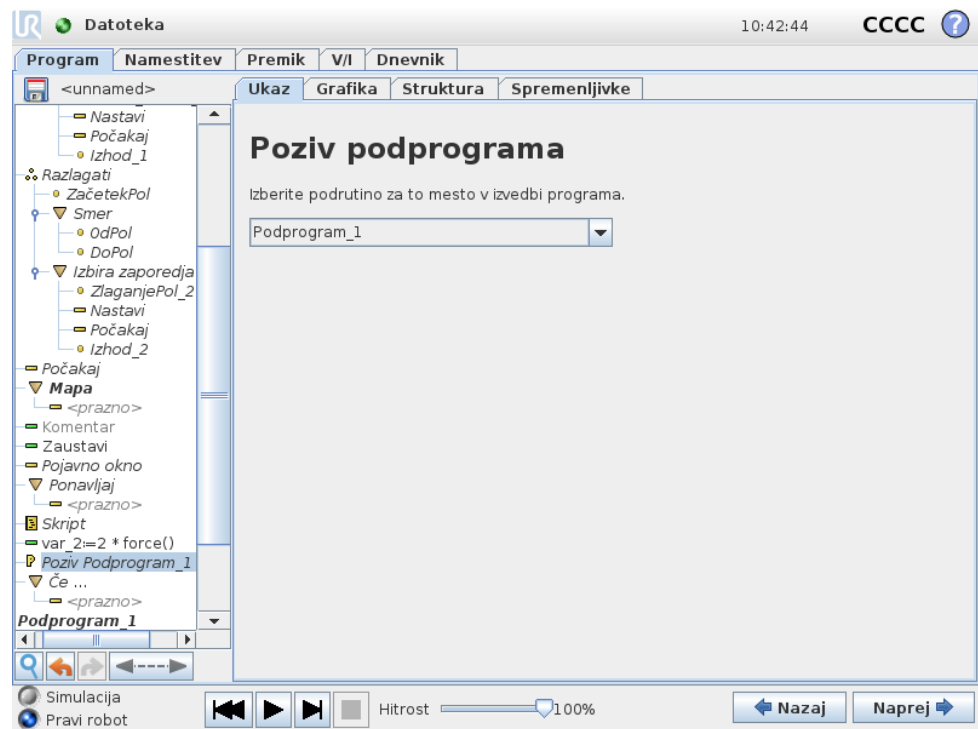 UR Datoteka 10:42:44 CCCC ?
Program Namestitev Premik V/I Dnevnik
<unnamed>
Ukaz Grafika Struktura Spremenljivke
Nastavi
Počakaj
Izhod_1
Razlagati
ZačetekPol
Smer
OdPol
DoPol
Izbira zaporedja
ZlaganjePol_2
Nastavi
Počakaj
Izhod_2
Počakaj
Mapa
<prazno>
Komentar
Zaustavi
Pojavno okno
Ponavljaj
<prazno>
Skript
var_2:=2 * force()
P Poziv Podprogram_1
Če ...
<prazno>
Podprogram_1
Poziv podprograma
Izberite podrutino za to mesto v izvedbi programa.
Podprogram_1
Simulacija
Pravi robot
Hitrost 100%
Nazaj Naprej